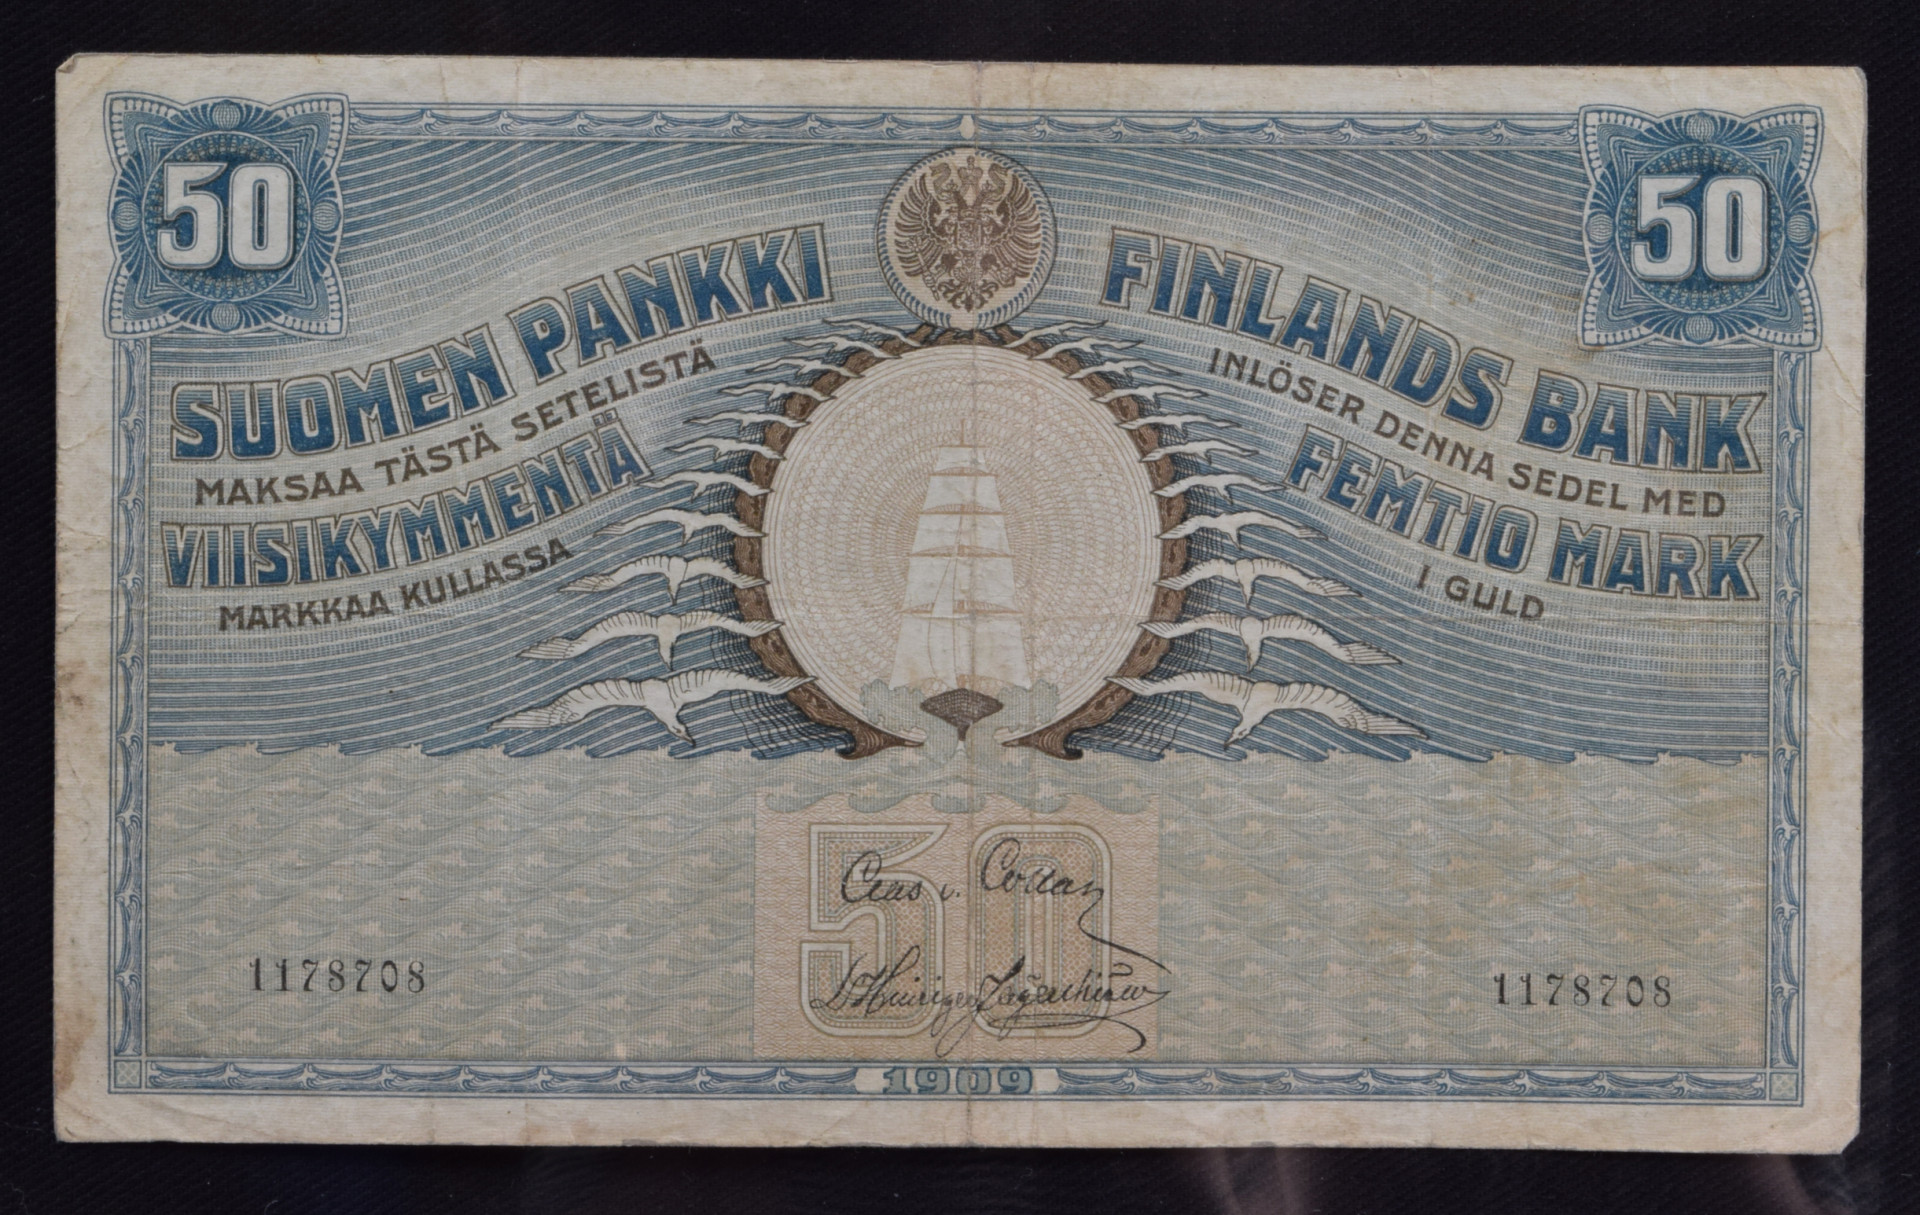 50
50
SUOMEN PANKKI
MAKSAA TÄSTÄ SETELISTÄ
VIISIKYMMENTÄ
MARKKAA KULLASSA
FINLANDS BANK
INLÖSER DENNA SEDEL MED
FEMTIO MARK
I GULD
50
1178708
1178708
1909